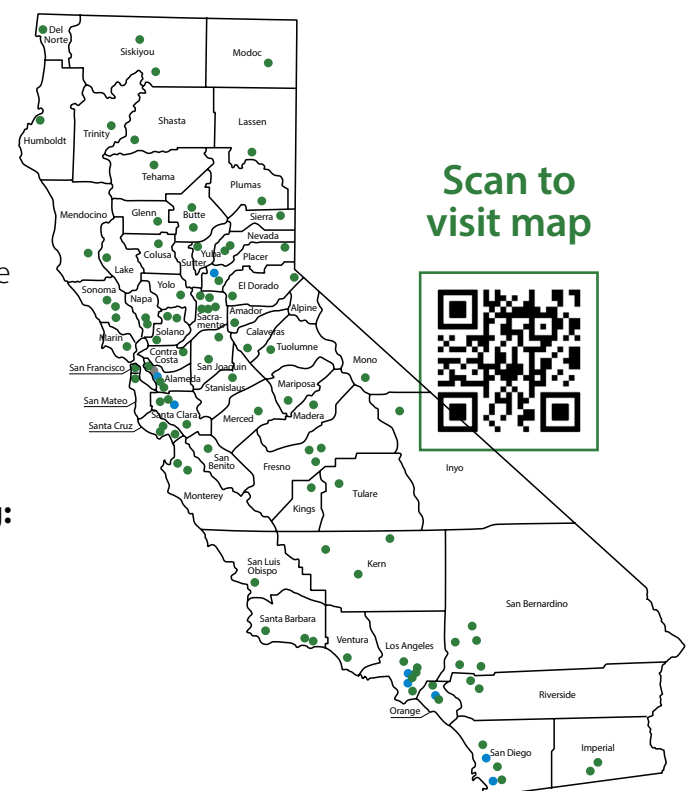 Del
Norte
Siskiyou
Modoc
Humboldt
Trinity
Shasta
Lassen
Tehama
Plumas
Mendocino
Glenn
Butte
Sierra
Nevada
Colusa
Sutter
Yuba
Placer
Lake
Sonoma
Napa
Yolo
El Dorado
Sacra-
mento
Amador
Alpine
Marin
Solano
Calaveras
Contra
Costa
Tuolumne
San Francisco
Alameda
San Joaquin
Stanislaus
Mono
San Mateo
Santa Clara
Merced
Mariposa
Madera
Santa Cruz
San
Benito
Fresno
Inyo
Monterey
Kings
Tulare
San Luis
Obispo
Kern
San Bernardino
Santa Barbara
Ventura
Los Angeles
Orange
Riverside
San Diego
Imperial
Scan to
visit map